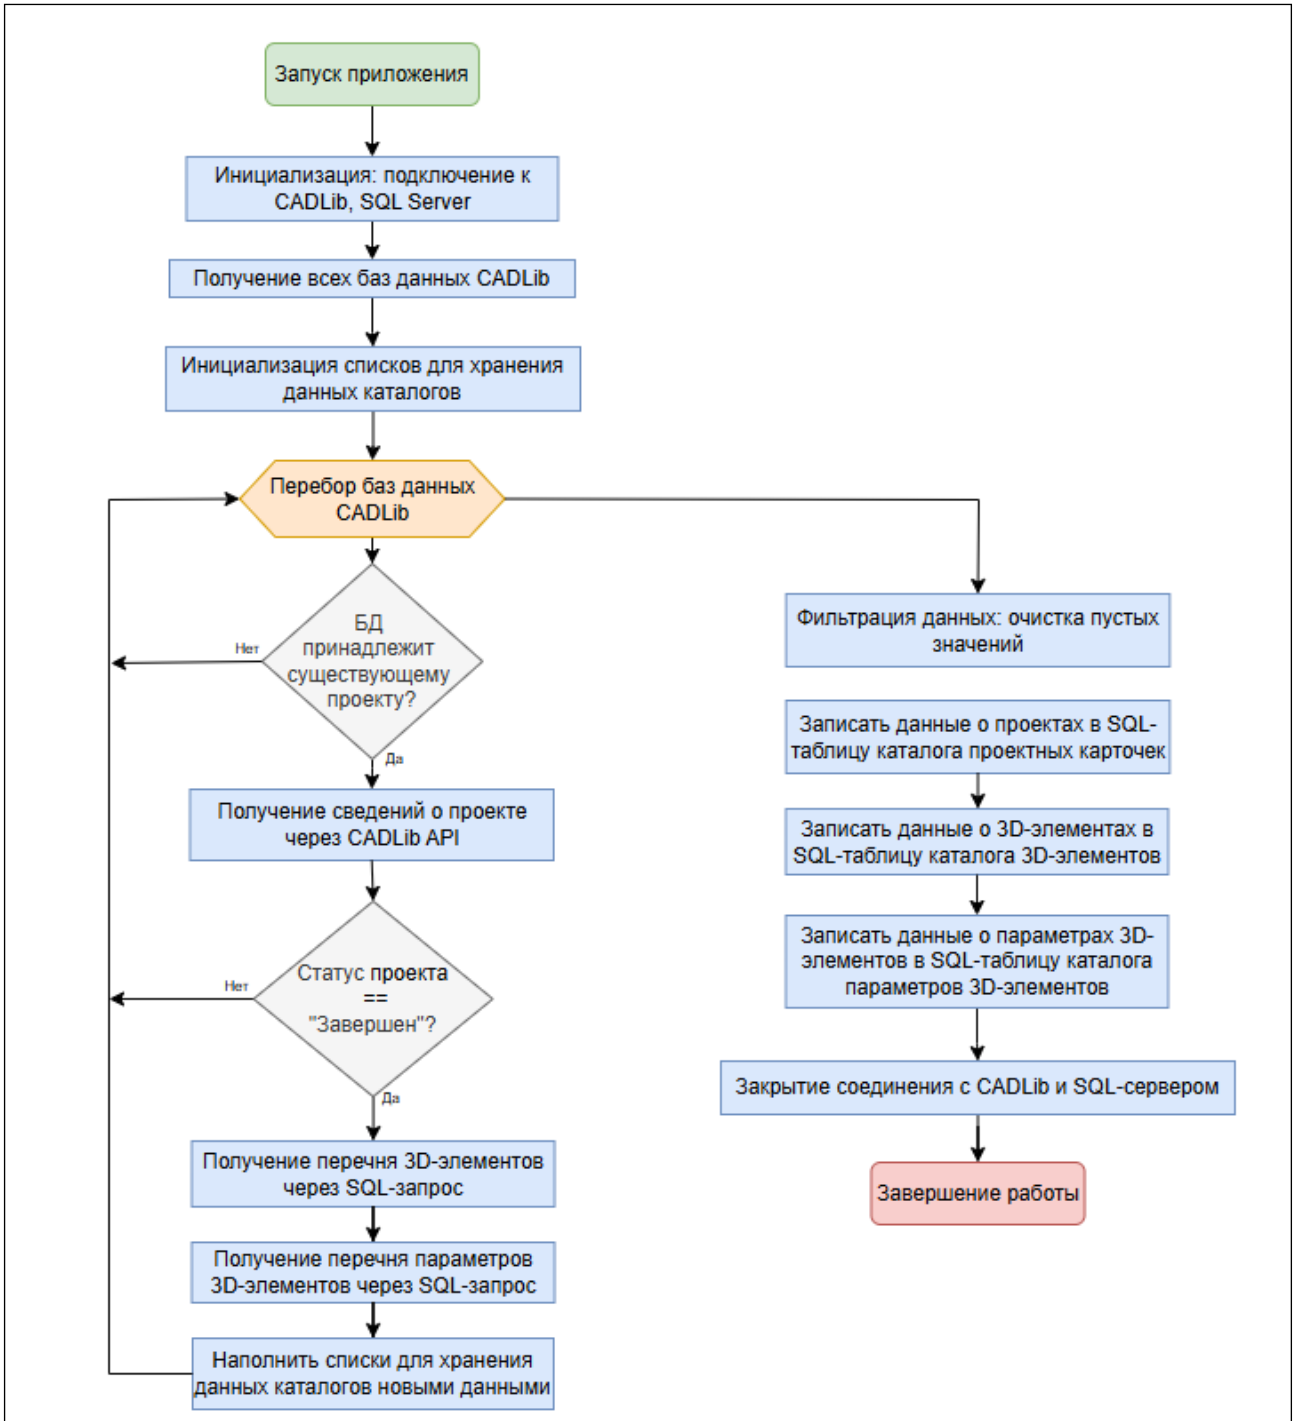 Запуск приложения
Инициализация: подключение к
CADLib, SQL Server
Получение всех баз данных CADLib
Инициализация списков для хранения
данных каталогов
Перебор баз данных
CADLib
БД
принадлежит
существующему
проекту?
Нет
Да
Получение сведений о проекте
через CADLib API
Статус проекта
==
"Завершен"?
Нет
Да
Получение перечня 3D-элементов
через SQL-запрос
Получение перечня параметров
3D-элементов через SQL-запрос
Наполнить списки для хранения
данных каталогов новыми данными
Фильтрация данных: очистка пустых
значений
Записать данные о проектах в SQL-
таблицу каталога проектных карточек
Записать данные о 3D-элементах в
SQL-таблицу каталога 3D-элементов
Записать данные о параметрах 3D-
элементов в SQL-таблицу каталога
параметров 3D-элементов
Закрытие соединения с CADLib и SQL-сервером
Завершение работы